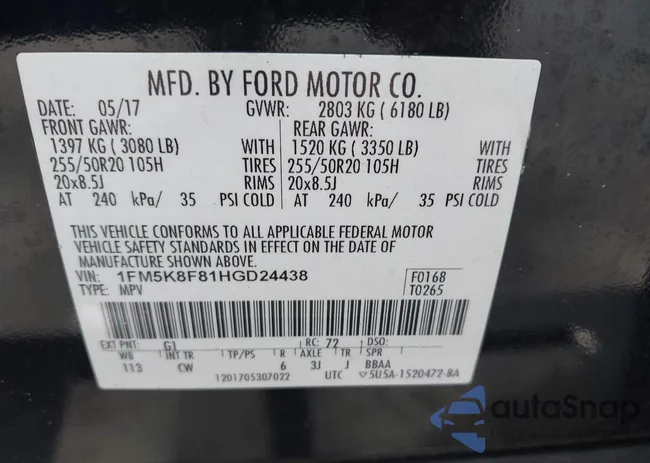 MFD. BY FORD MOTOR CO.
DATE: 05/17 GVWR: 2803 KG ( 6180 LB)
FRONT GAWR: REAR GAWR:
1397 KG ( 3080 LB) WITH 1520 KG ( 3350 LB) WITH
255/50R20 105H TIRES 255/50R20 105H TIRES
20x8.5J RIMS 20x8.5J RIMS
AT 240 kPa/ 35 PSI COLD AT 240 kPa/ 35 PSI COLD
THIS VEHICLE CONFORMS TO ALL APPLICABLE FEDERAL MOTOR
VEHICLE SAFETY STANDARDS IN EFFECT ON THE DATE OF
MANUFACTURE SHOWN ABOVE.
VIN: 1FM5K8F81HGD24438 F0168
TYPE: MPV T0265
EXT PNT: G1 RC: 72 DSO:
WB INT TR TP/PS R AXLE TR SPR
113 CW 6 3J J BBAA
1201705307022 UTC ▽5U5A-1520472-BA
autoSnap